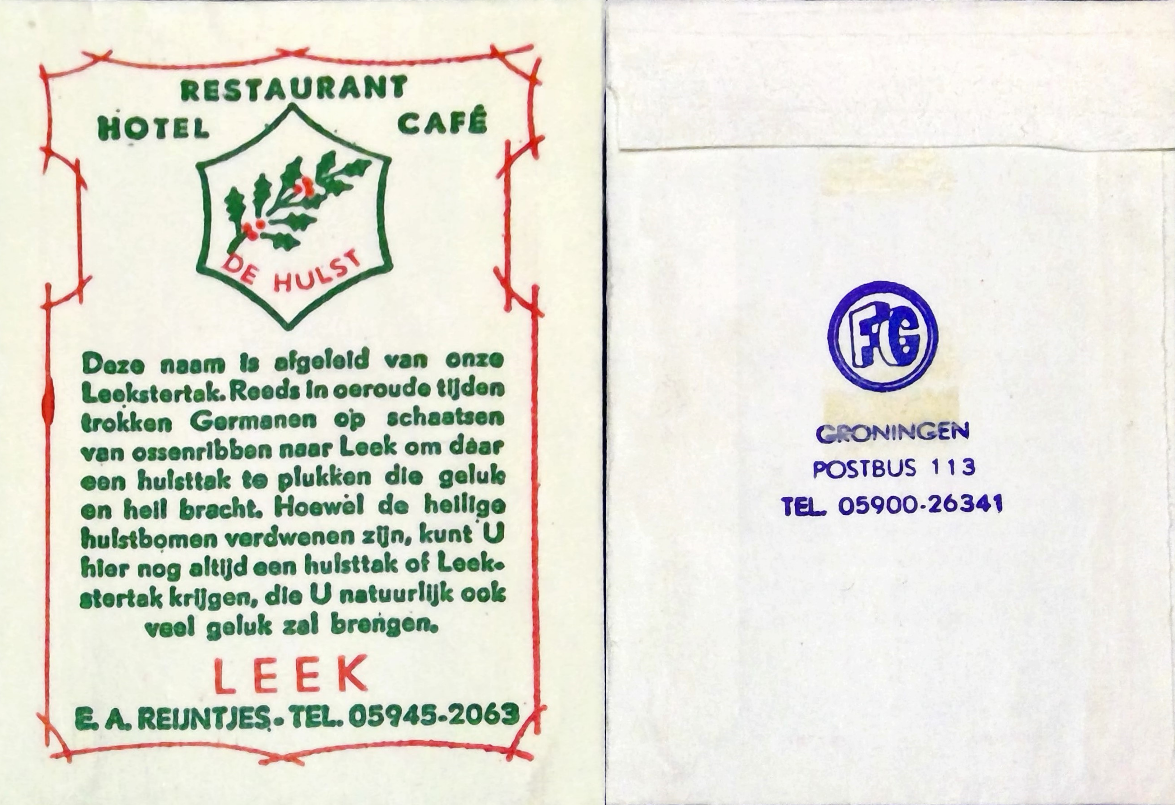 RESTAURANT
HOTEL CAFÉ
DE HULST
Deze naam is afgeleid van onze
Leekstertak. Reeds in oeroude tijden
trokken Germanen op schaatsen
van ossenribben naar Leek om daar
een hulsttak te plukken die geluk
en heil bracht. Hoewel de heilige
hulstbomen verdwenen zijn, kunt U
hier nog altijd een hulsttak of Leek-
stertak krijgen, die U natuurlijk ook
veel geluk zal brengen.
LEEK
E. A. REIJNTJES - TEL. 05945-2063
FG
GRONINGEN
POSTBUS 113
TEL. 05900-26341